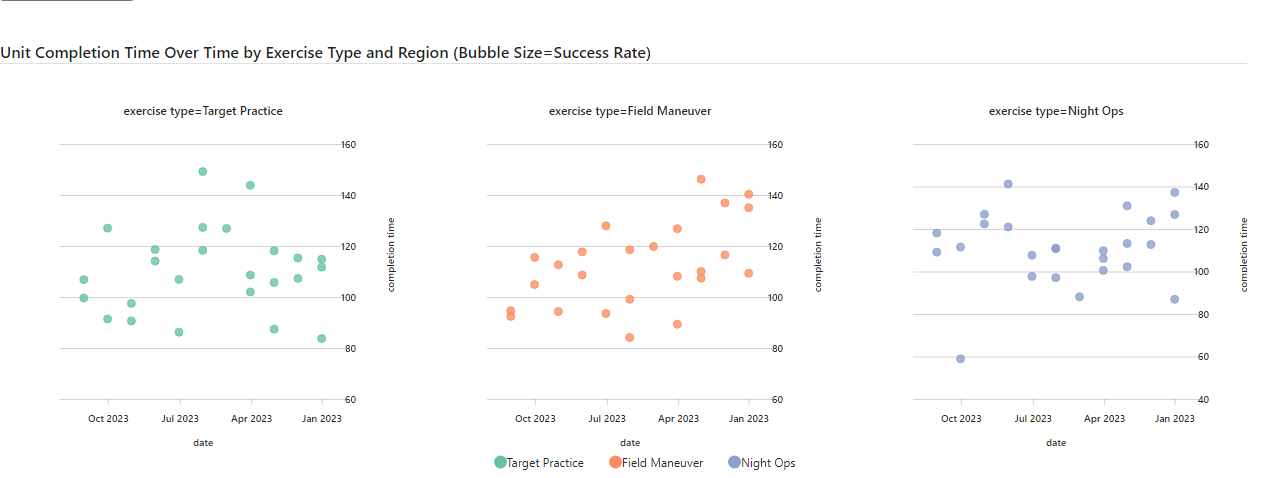 Unit Completion Time Over Time by Exercise Type and Region (Bubble Size=Success Rate)
exercise type=Target Practice
160
140
120
100
80
60
completion time
Oct 2023 Jul 2023 Apr 2023 Jan 2023
date
exercise type=Field Maneuver
160
140
120
100
80
60
completion time
Oct 2023 Jul 2023 Apr 2023 Jan 2023
date
exercise type=Night Ops
160
140
120
100
80
60
40
completion time
Oct 2023 Jul 2023 Apr 2023 Jan 2023
date
Target Practice Field Maneuver Night Ops